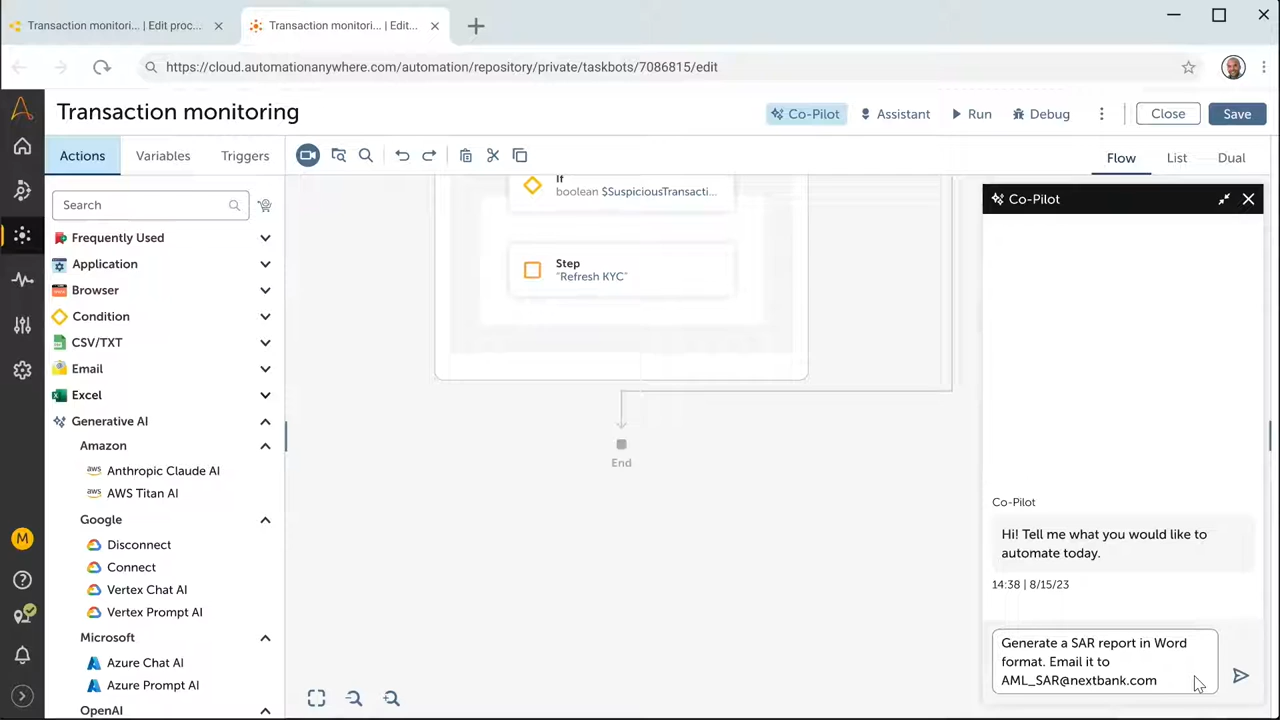 Transaction monitori... | Edit proc...
Transaction monitori... | Edit...
https://cloud.automationanywhere.com/automation/repository/private/taskbots/7086815/edit
Transaction monitoring
Co-Pilot
Assistant
Run
Debug
Close
Save
Actions
Variables
Triggers
Flow
List
Dual
Search
Frequently Used
Application
Browser
Condition
CSV/TXT
Email
Excel
Generative AI
Amazon
aws Anthropic Claude AI
aws AWS Titan AI
Google
Disconnect
Connect
Vertex Chat AI
Vertex Prompt AI
Microsoft
Azure Chat AI
Azure Prompt AI
OpenAI
M
If
boolean $SuspiciousTransacti...
Step
"Refresh KYC"
End
Co-Pilot
Co-Pilot
Hi! Tell me what you would like to
automate today.
14:38 | 8/15/23
Generate a SAR report in Word
format. Email it to
AML_SAR@nextbank.com